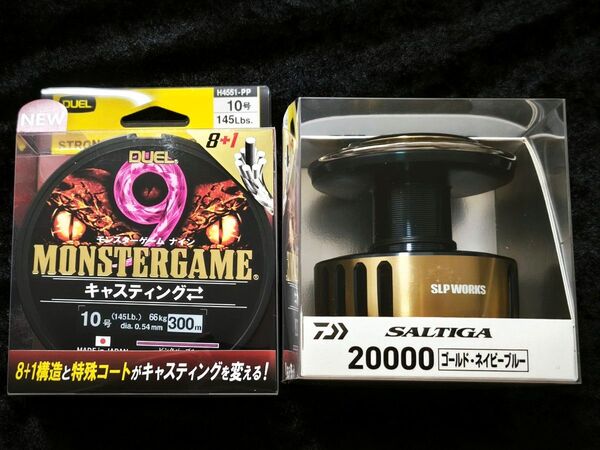 DUEL
H4551-PP
10号
145Lbs.
NEW
STRON
8+1
DUEL®
9
モンスターゲーム ナイン
MONSTERGAME®
キャスティング⇄
10号 (145Lb.) 66kg dia. 0.54mm 300m
MADE IN JAPAN
8+1構造と特殊コートがキャスティングを変える!
SLP WORKS
SALTIGA
20000 ゴールド・ネイビーブルー